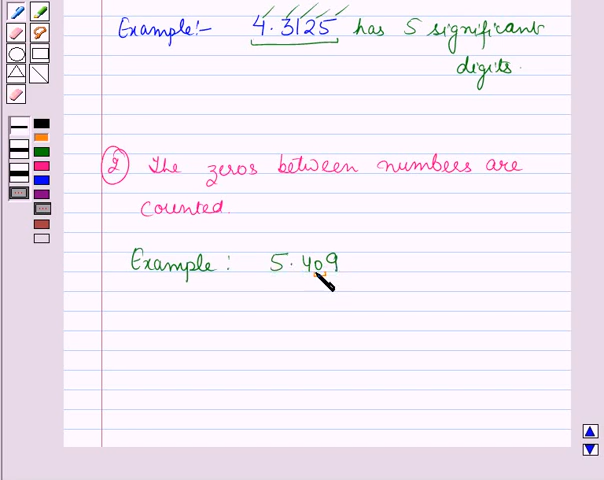 Example:- 4.3125 has 5 significant
digits.
2 The zeros between numbers are
counted.
Example: 5.409